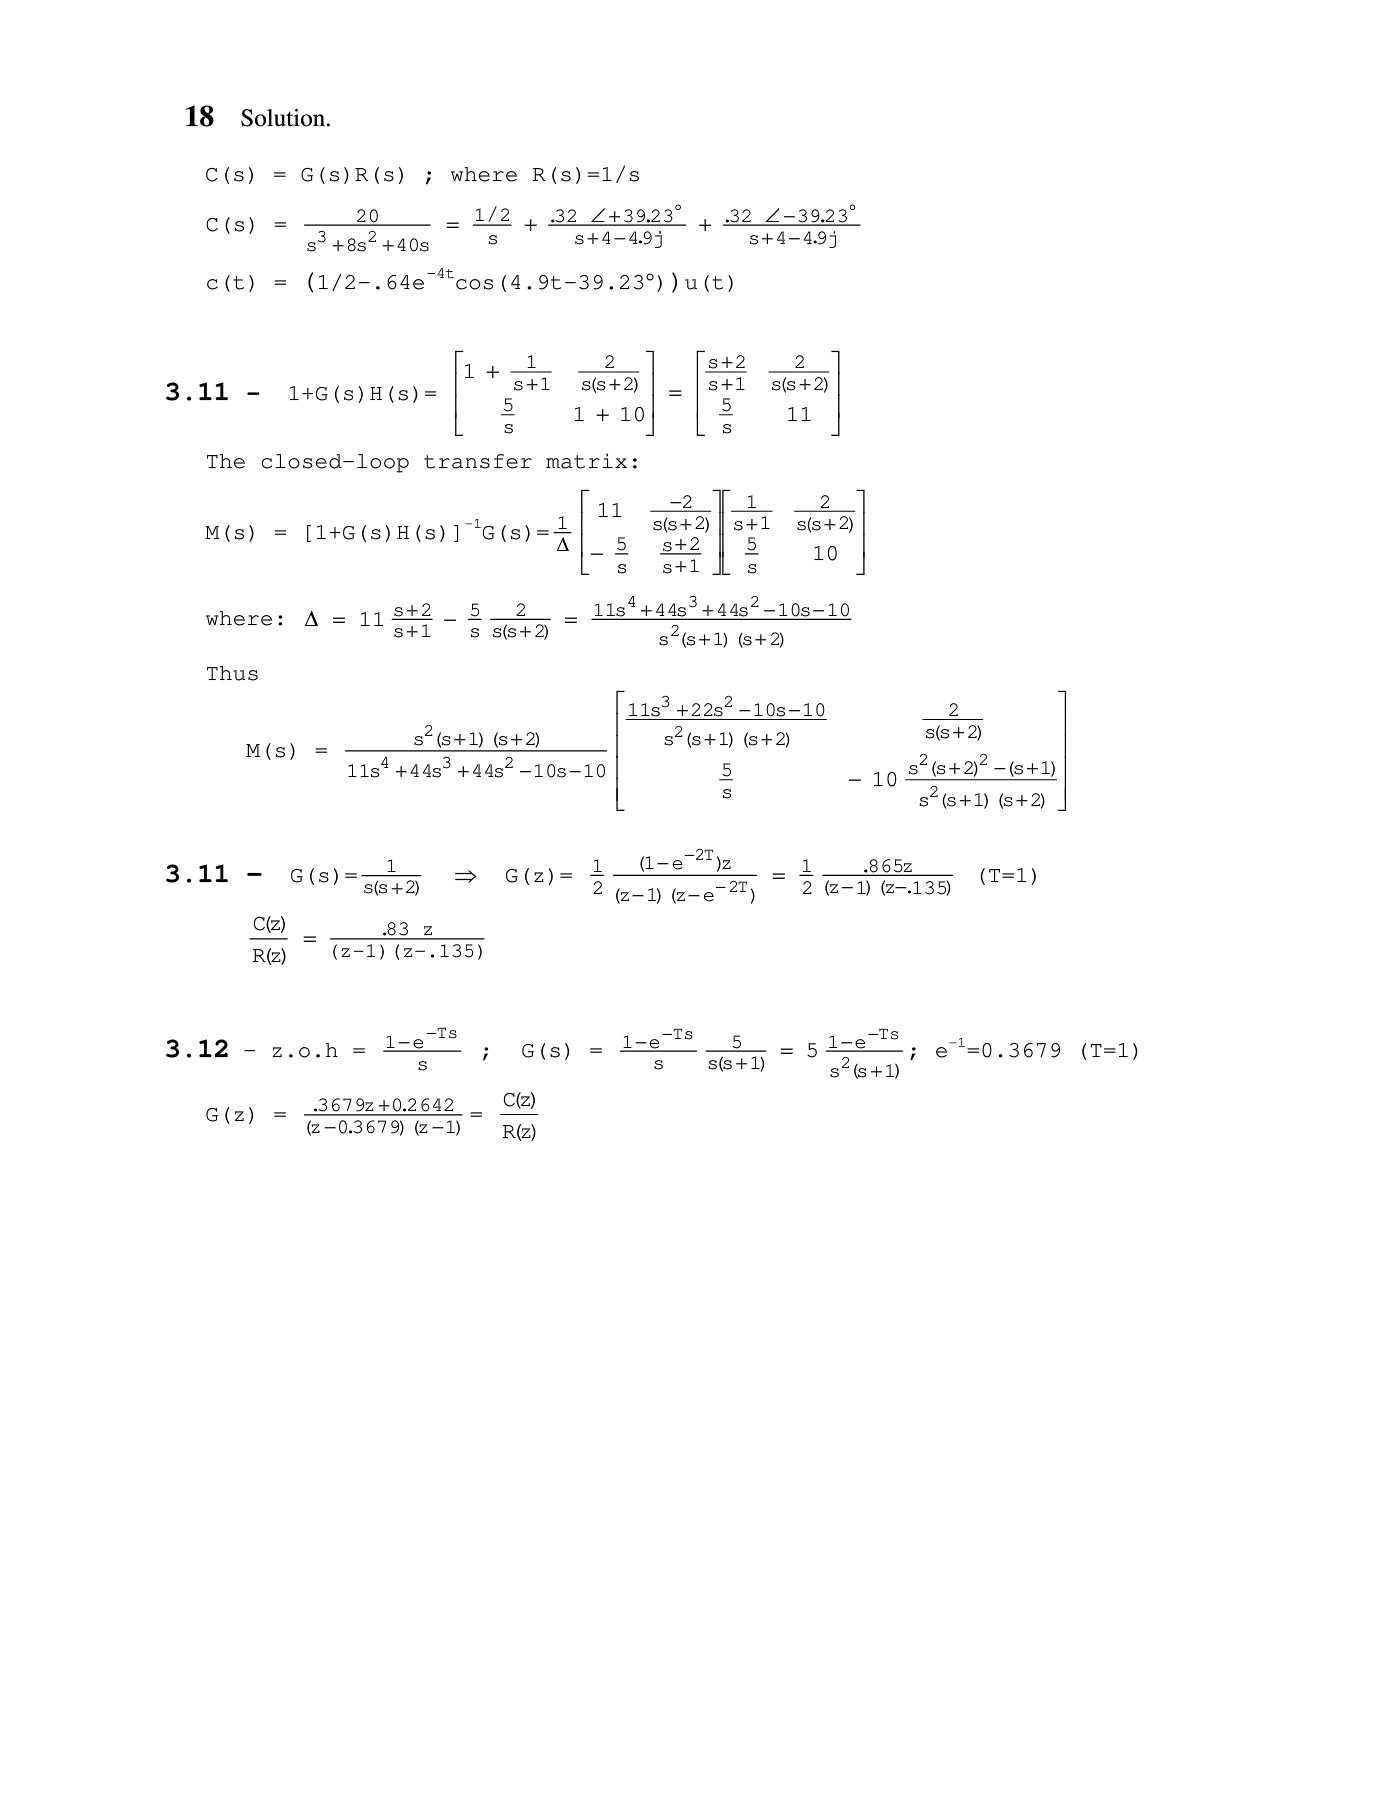 18 Solution.
C(s) = G(s)R(s) ; where R(s)=1/s
C(s) = \frac{20}{s^3+8s^2+40s} = \frac{1/2}{s} + \frac{.32 ∠+39.23°}{s+4-4.9j} + \frac{.32 ∠-39.23°}{s+4-4.9j}
c(t) = (1/2-.64e^{-4t}cos(4.9t-39.23°))u(t)
3.11 - 1+G(s)H(s)= \begin{bmatrix} 1 + \frac{1}{s+1} & \frac{2}{s(s+2)} \\ \frac{5}{s} & 1 + 10 \end{bmatrix} = \begin{bmatrix} \frac{s+2}{s+1} & \frac{2}{s(s+2)} \\ \frac{5}{s} & 11 \end{bmatrix}
The closed-loop transfer matrix:
M(s) = [1+G(s)H(s)]^{-1}G(s)=\frac{1}{Δ} \begin{bmatrix} 11 & \frac{-2}{s(s+2)} \\ - \frac{5}{s} & \frac{s+2}{s+1} \end{bmatrix} \begin{bmatrix} \frac{1}{s+1} & \frac{2}{s(s+2)} \\ \frac{5}{s} & 10 \end{bmatrix}
where: Δ = 11 \frac{s+2}{s+1} - \frac{5}{s} \frac{2}{s(s+2)} = \frac{11s^4+44s^3+44s^2-10s-10}{s^2(s+1) (s+2)}
Thus
M(s) = \frac{s^2(s+1) (s+2)}{11s^4+44s^3+44s^2-10s-10} \begin{bmatrix} \frac{11s^3+22s^2-10s-10}{s^2(s+1) (s+2)} & \frac{2}{s(s+2)} \\ \frac{5}{s} & - 10 \frac{s^2(s+2)^2-(s+1)}{s^2(s+1) (s+2)} \end{bmatrix}
3.11 - G(s)=\frac{1}{s(s+2)} ⇒ G(z)= \frac{1}{2} \frac{(1-e^{-2T})z}{(z-1) (z-e^{-2T})} = \frac{1}{2} \frac{.865z}{(z-1) (z-.135)} (T=1)
\frac{C(z)}{R(z)} = \frac{.83 z}{(z-1)(z-.135)}
3.12 - z.o.h = \frac{1-e^{-Ts}}{s} ; G(s) = \frac{1-e^{-Ts}}{s} \frac{5}{s(s+1)} = 5 \frac{1-e^{-Ts}}{s^2(s+1)}; e^{-1}=0.3679 (T=1)
G(z) = \frac{.3679z+0.2642}{(z-0.3679) (z-1)} = \frac{C(z)}{R(z)}